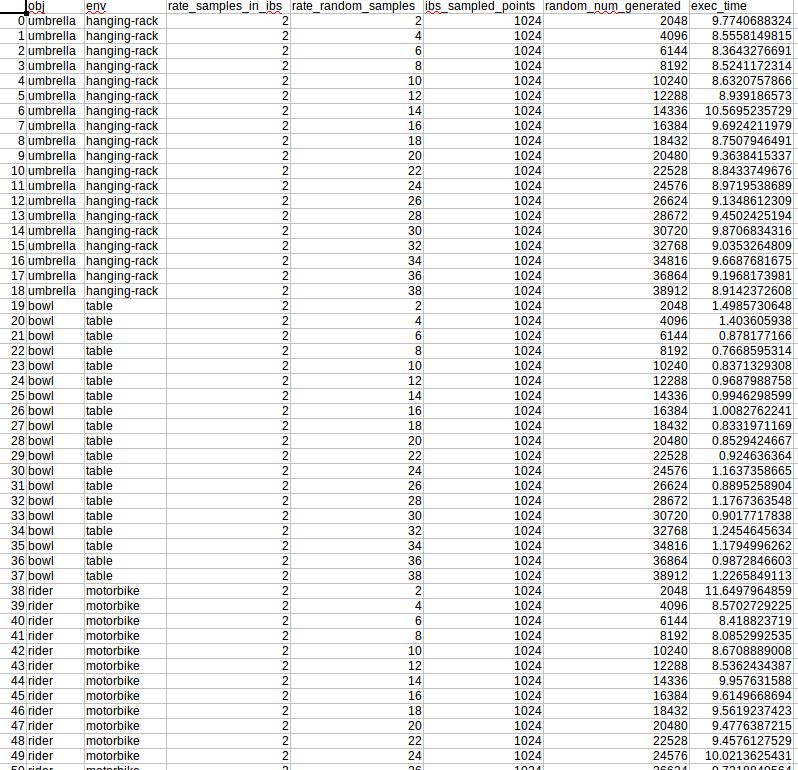 obj env rate_samples_in_ibs rate_random_samples ibs_sampled_points random_num_generated exec_time
0 umbrella hanging-rack 2 2 1024 2048 9.7740688324
1 umbrella hanging-rack 2 4 1024 4096 8.5558149815
2 umbrella hanging-rack 2 6 1024 6144 8.3643276691
3 umbrella hanging-rack 2 8 1024 8192 8.5241172314
4 umbrella hanging-rack 2 10 1024 10240 8.6320757866
5 umbrella hanging-rack 2 12 1024 12288 8.939186573
6 umbrella hanging-rack 2 14 1024 14336 10.5695235729
7 umbrella hanging-rack 2 16 1024 16384 9.6924211979
8 umbrella hanging-rack 2 18 1024 18432 8.7507946491
9 umbrella hanging-rack 2 20 1024 20480 9.3638415337
10 umbrella hanging-rack 2 22 1024 22528 8.8433749676
11 umbrella hanging-rack 2 24 1024 24576 8.9719538689
12 umbrella hanging-rack 2 26 1024 26624 9.1348612309
13 umbrella hanging-rack 2 28 1024 28672 9.4502425194
14 umbrella hanging-rack 2 30 1024 30720 9.8706834316
15 umbrella hanging-rack 2 32 1024 32768 9.0353264809
16 umbrella hanging-rack 2 34 1024 34816 9.6687681675
17 umbrella hanging-rack 2 36 1024 36864 9.1968173981
18 umbrella hanging-rack 2 38 1024 38912 8.9142372608
19 bowl table 2 2 1024 2048 1.4985730648
20 bowl table 2 4 1024 4096 1.403605938
21 bowl table 2 6 1024 6144 0.878177166
22 bowl table 2 8 1024 8192 0.7668595314
23 bowl table 2 10 1024 10240 0.8371329308
24 bowl table 2 12 1024 12288 0.9687988758
25 bowl table 2 14 1024 14336 0.9946298599
26 bowl table 2 16 1024 16384 1.0082762241
27 bowl table 2 18 1024 18432 0.8331971169
28 bowl table 2 20 1024 20480 0.8529424667
29 bowl table 2 22 1024 22528 0.924636364
30 bowl table 2 24 1024 24576 1.1637358665
31 bowl table 2 26 1024 26624 0.8895258904
32 bowl table 2 28 1024 28672 1.1767363548
33 bowl table 2 30 1024 30720 0.9017717838
34 bowl table 2 32 1024 32768 1.2454645634
35 bowl table 2 34 1024 34816 1.1794996262
36 bowl table 2 36 1024 36864 0.9872846603
37 bowl table 2 38 1024 38912 1.2265849113
38 rider motorbike 2 2 1024 2048 11.6497964859
39 rider motorbike 2 4 1024 4096 8.5702729225
40 rider motorbike 2 6 1024 6144 8.418823719
41 rider motorbike 2 8 1024 8192 8.0852992535
42 rider motorbike 2 10 1024 10240 8.6708889008
43 rider motorbike 2 12 1024 12288 8.5362434387
44 rider motorbike 2 14 1024 14336 9.957631588
45 rider motorbike 2 16 1024 16384 9.6149668694
46 rider motorbike 2 18 1024 18432 9.5619237423
47 rider motorbike 2 20 1024 20480 9.4776387215
48 rider motorbike 2 22 1024 22528 9.4576127529
49 rider motorbike 2 24 1024 24576 10.0213625431